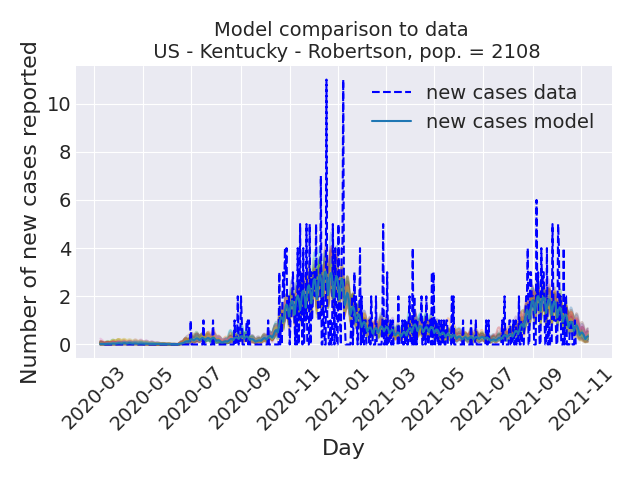 Model comparison to data
US - Kentucky - Robertson, pop. = 2108
Number of new cases reported
10
8
6
4
2
0
new cases data
new cases model
2020-03
2020-05
2020-07
2020-09
2020-11
2021-01
2021-03
2021-05
2021-07
2021-09
2021-11
Day